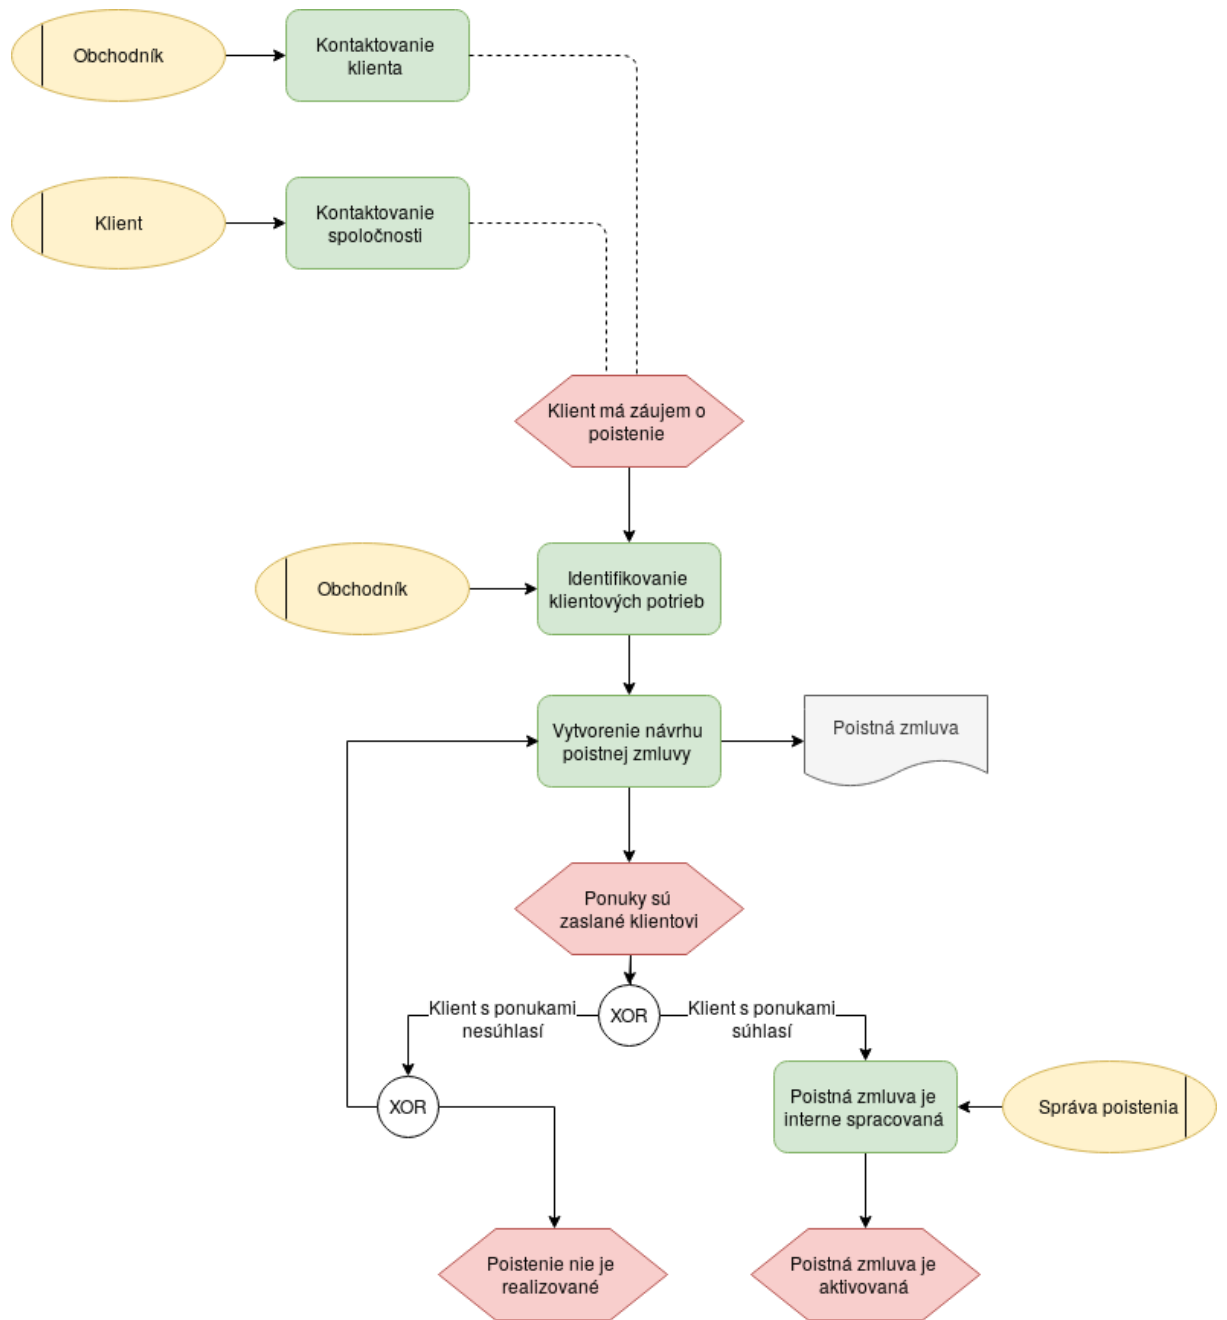 Obchodník
Kontaktovanie
klienta
Klient
Kontaktovanie
spoločnosti
Klient má záujem o
poistenie
Obchodník
Identifikovanie
klientových potrieb
Vytvorenie návrhu
poistnej zmluvy
Poistná zmluva
Ponuky sú
zaslané klientovi
Klient s ponukami
nesúhlasí
XOR
Klient s ponukami
súhlasí
XOR
Poistná zmluva je
interne spracovaná
Správa poistenia
Poistenie nie je
realizované
Poistná zmluva je
aktivovaná